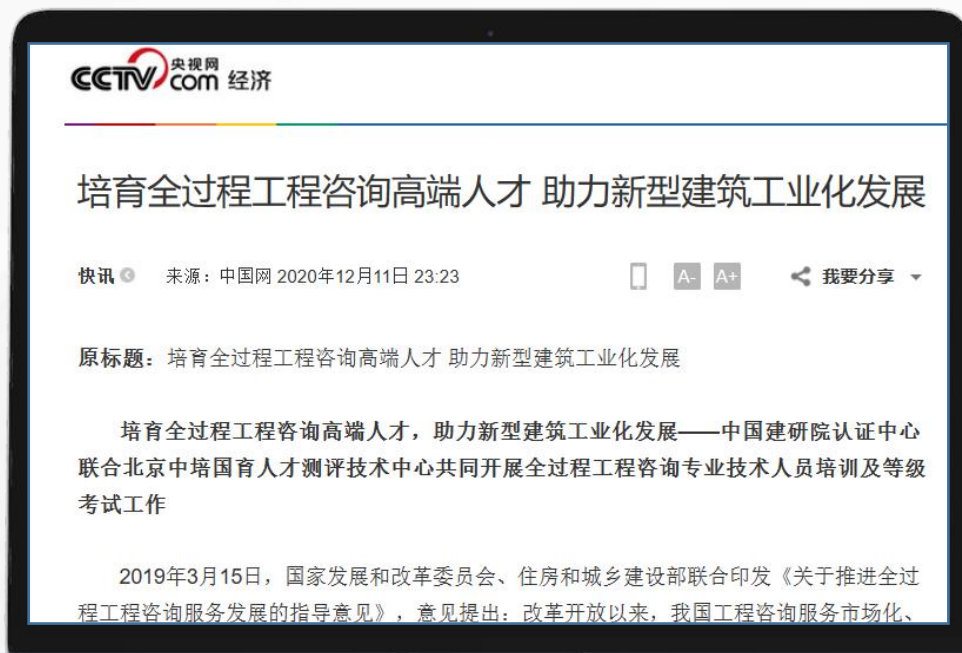 CCTV 央视网
com 经济
培育全过程工程咨询高端人才 助力新型建筑工业化发展
快讯 来源：中国网 2020年12月11日 23:23 A- A+ 我要分享
原标题：培育全过程工程咨询高端人才 助力新型建筑工业化发展
培育全过程工程咨询高端人才，助力新型建筑工业化发展——中国建研院认证中心
联合北京中培国育人才测评技术中心共同开展全过程工程咨询专业技术人员培训及等级
考试工作
2019年3月15日，国家发展和改革委员会、住房和城乡建设部联合印发《关于推进全过
程工程咨询服务发展的指导意见》，意见提出：改革开放以来，我国工程咨询服务市场化、